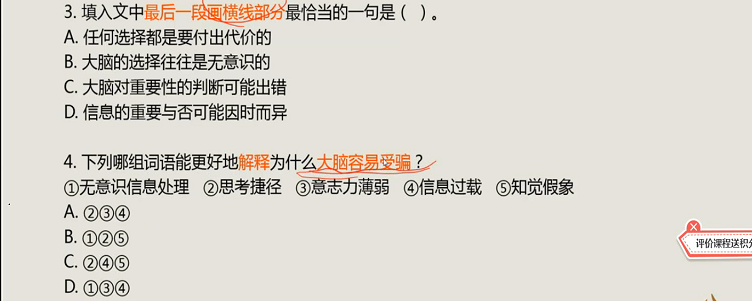 3. 填入文中最后一段画横线部分最恰当的一句是（ ）。
A. 任何选择都是要付出代价的
B. 大脑的选择往往是无意识的
C. 大脑对重要性的判断可能出错
D. 信息的重要与否可能因时而异
4. 下列哪组词语能更好地解释为什么大脑容易受骗？
①无意识信息处理 ②思考捷径 ③意志力薄弱 ④信息过载 ⑤知觉假象
A. ②③④
B. ①②⑤
C. ②④⑤
D. ①③④
评价课程送积分